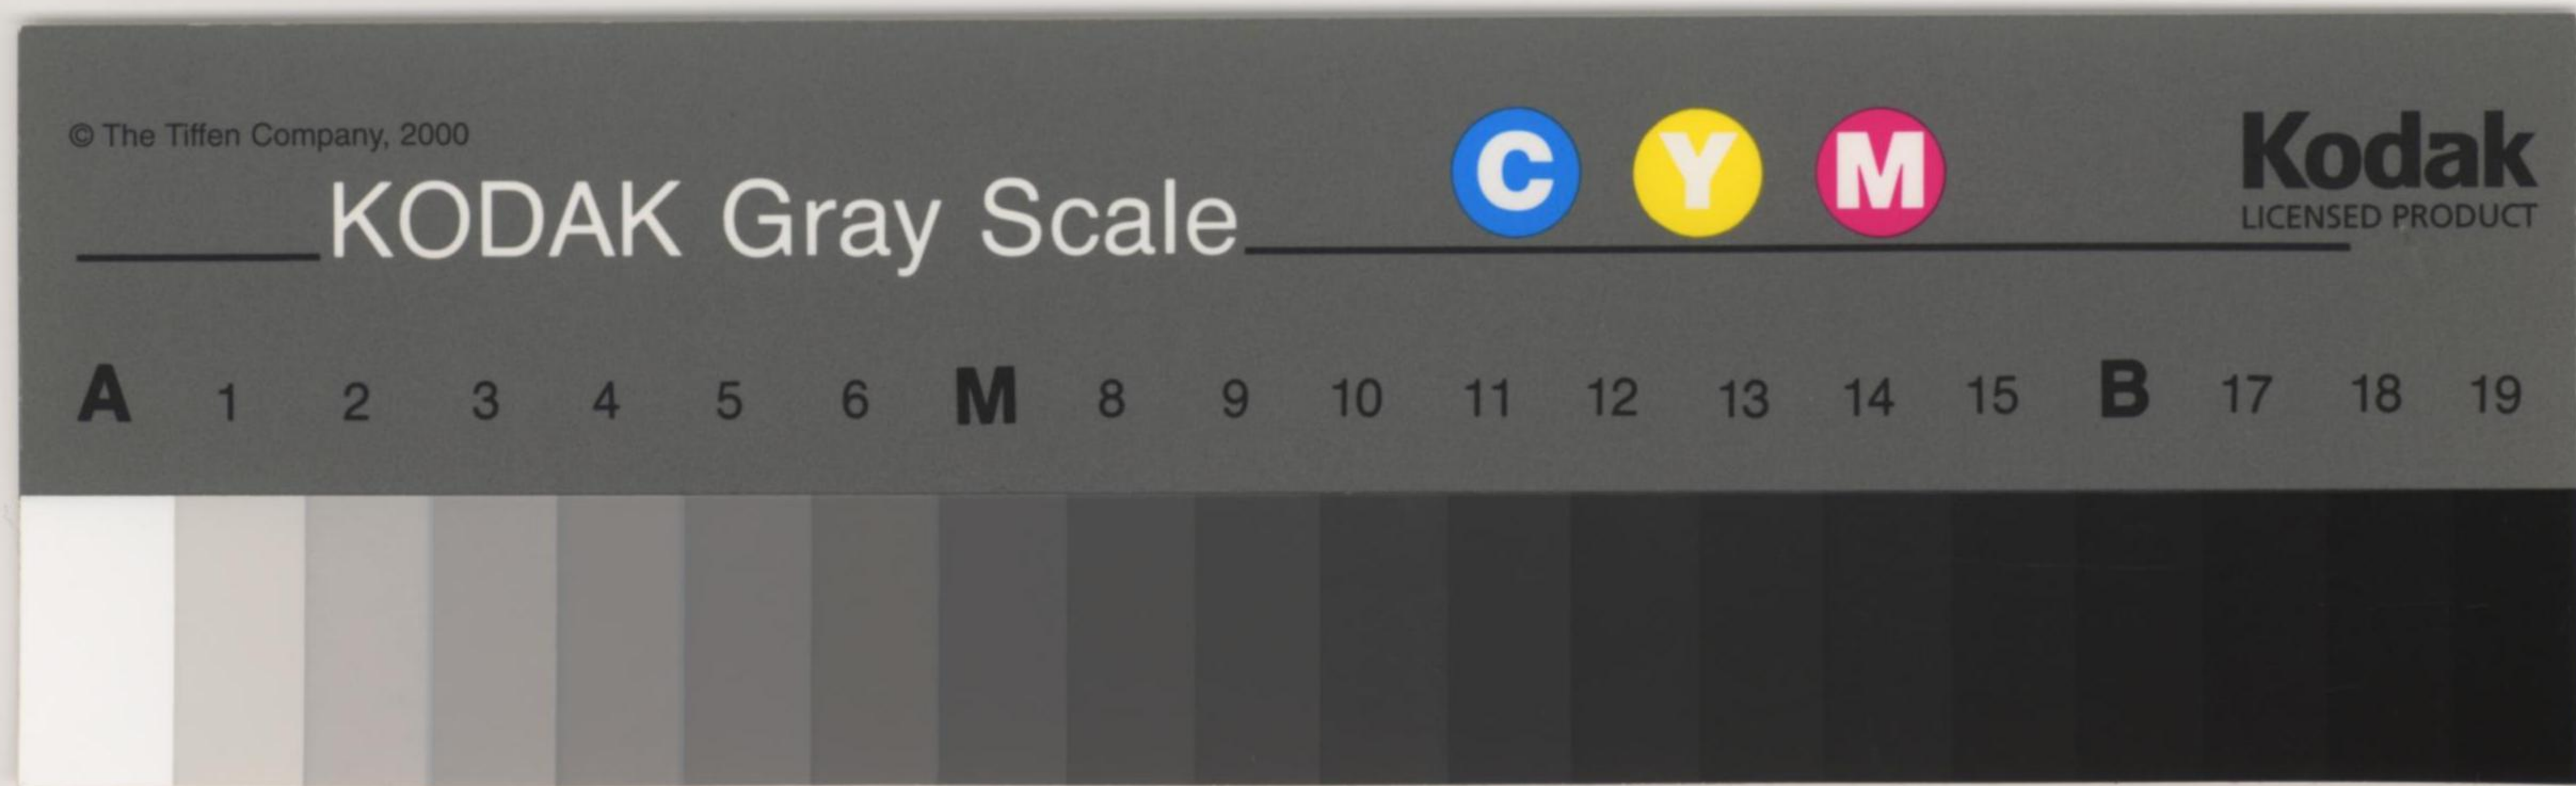 © The Tiffen Company, 2000
KODAK Gray Scale
C Y M
Kodak
LICENSED PRODUCT
A 1 2 3 4 5 6 M 8 9 10 11 12 13 14 15 B 17 18 19